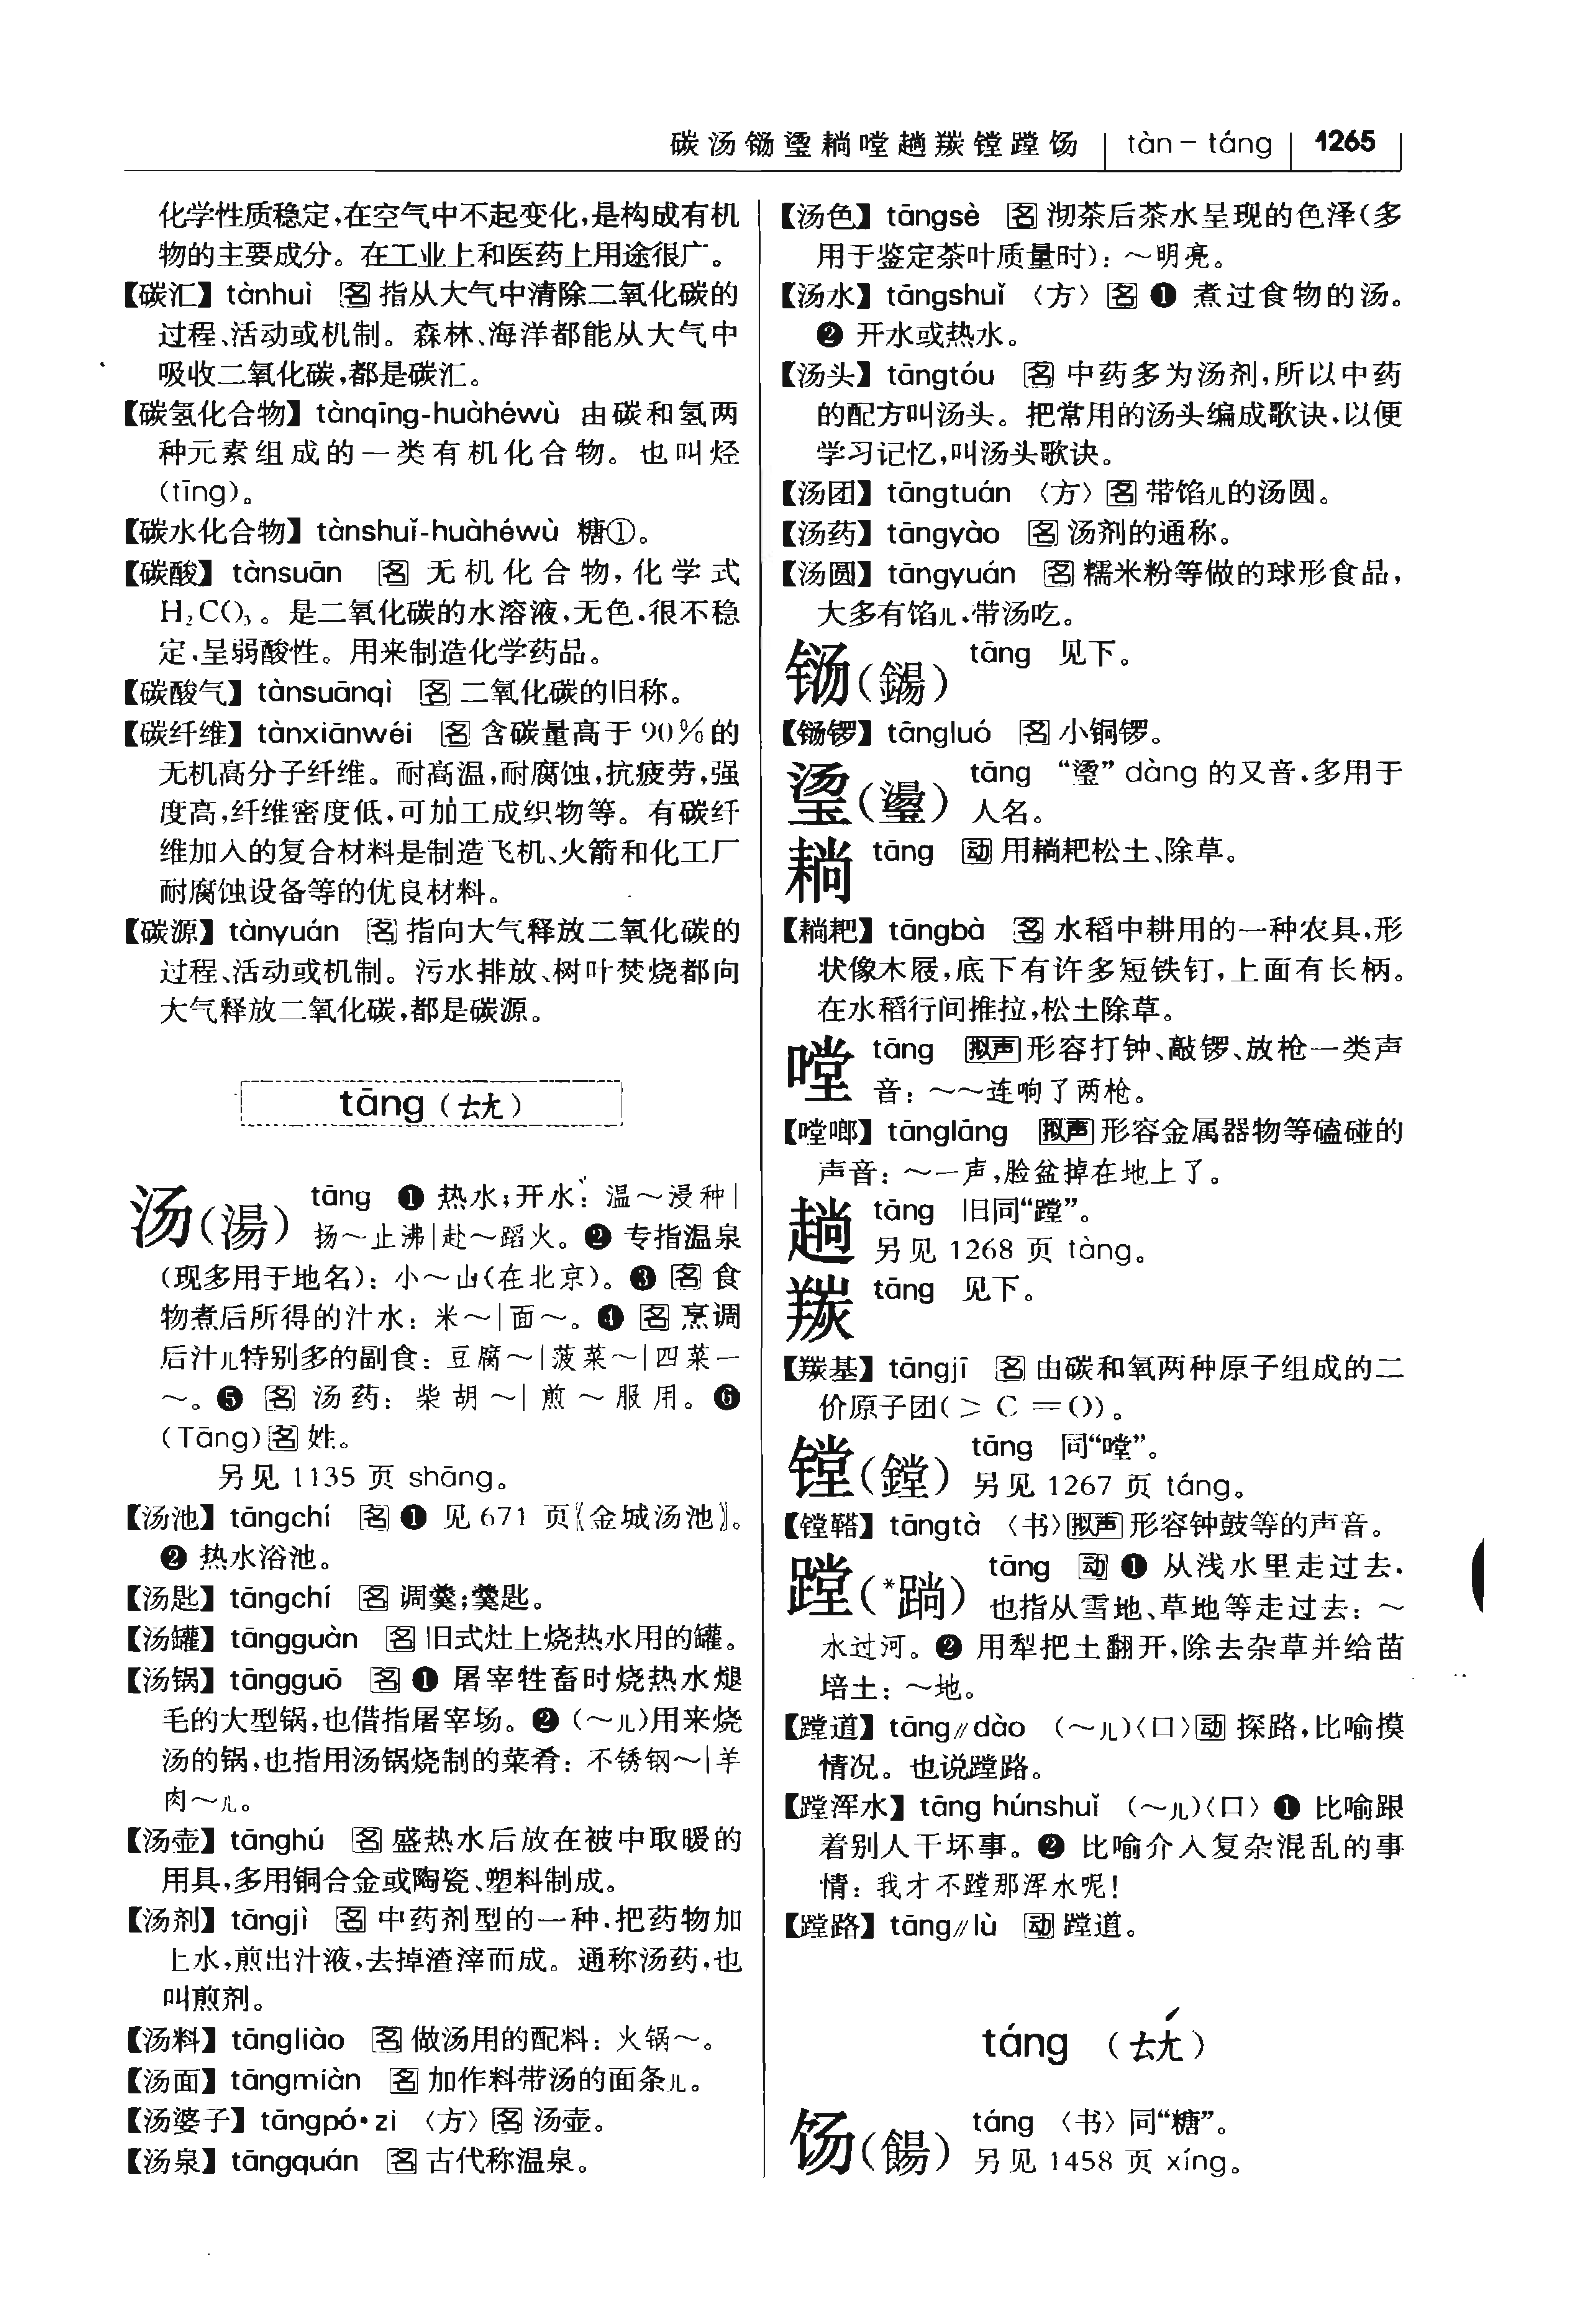 碳汤铴鿍耥嘡趟羰镗蹚饧 tàn－táng 1265
化学性质稳定,在空气中不起变化,是构成有机
物的主要成分。在工业上和医药上用途很广。
【碳汇】tànhuì 名 指从大气中清除二氧化碳的
过程、活动或机制。森林、海洋都能从大气中
吸收二氧化碳,都是碳汇。
【碳氢化合物】tànqīng-huàhéwù 由碳和氢两
种元素组成的一类有机化合物。也叫烃
(tīng)。
【碳水化合物】tànshuǐ-huàhéwù 糖①。
【碳酸】tànsuān 名 无机化合物,化学式
H₂CO₃。是二氧化碳的水溶液,无色,很不稳
定,呈弱酸性。用来制造化学药品。
【碳酸气】tànsuānqì 名 二氧化碳的旧称。
【碳纤维】tànxiānwéi 名 含碳量高于90%的
无机高分子纤维。耐高温,耐腐蚀,抗疲劳,强
度高,纤维密度低,可加工成织物等。有碳纤
维加入的复合材料是制造飞机、火箭和化工厂
耐腐蚀设备等的优良材料。
【碳源】tànyuán 名 指向大气释放二氧化碳的
过程、活动或机制。污水排放、树叶焚烧都向
大气释放二氧化碳,都是碳源。
tāng（ㄊㄤ）
汤(湯) tāng ❶ 热水;开水:温～浸种|
扬～止沸|赴～蹈火。❷ 专指温泉
(现多用于地名):小～山(在北京)。❸ 名 食
物煮后所得的汁水:米～|面～。❹ 名 烹调
后汁儿特别多的副食:豆腐～|菠菜～|四菜一
～。❺ 名 汤药:柴胡～|煎～服用。❻
(Tāng)名 姓。
另见 1135 页 shāng。
【汤池】tāngchí 名 ❶ 见 671 页〖金城汤池〗。
❷ 热水浴池。
【汤匙】tāngchí 名 调羹;羹匙。
【汤罐】tāngguàn 名 旧式灶上烧热水用的罐。
【汤锅】tāngguō 名 ❶ 屠宰牲畜时烧热水煺
毛的大型锅,也借指屠宰场。❷ (～儿)用来烧
汤的锅,也指用汤锅烧制的菜肴:不锈钢～|羊
肉～儿。
【汤壶】tānghú 名 盛热水后放在被中取暖的
用具,多用铜合金或陶瓷、塑料制成。
【汤剂】tāngjì 名 中药剂型的一种,把药物加
上水,煎出汁液,去掉渣滓而成。通称汤药,也
叫煎剂。
【汤料】tāngliào 名 做汤用的配料:火锅～。
【汤面】tāngmiàn 名 加作料带汤的面条儿。
【汤婆子】tāngpó•zi 〈方〉名 汤壶。
【汤泉】tāngquán 名 古代称温泉。
【汤色】tāngsè 名 沏茶后茶水呈现的色泽(多
用于鉴定茶叶质量时):～明亮。
【汤水】tāngshuǐ 〈方〉名 ❶ 煮过食物的汤。
❷ 开水或热水。
【汤头】tāngtóu 名 中药多为汤剂,所以中药
的配方叫汤头。把常用的汤头编成歌诀,以便
学习记忆,叫汤头歌诀。
【汤团】tāngtuán 〈方〉名 带馅儿的汤圆。
【汤药】tāngyào 名 汤剂的通称。
【汤圆】tāngyuán 名 糯米粉等做的球形食品,
大多有馅儿,带汤吃。
铴(鐋) tāng 见下。
【铴锣】tāngluó 名 小铜锣。
鿍(璗) tāng “鿍”dàng 的又音,多用于
人名。
耥 tāng 动 用耥耙松土、除草。
【耥耙】tāngbà 名 水稻中耕用的一种农具,形
状像木屐,底下有许多短铁钉,上面有长柄。
在水稻行间推拉,松土除草。
嘡 tāng 拟声 形容打钟、敲锣、放枪一类声
音:～～连响了两枪。
【嘡啷】tānglāng 拟声 形容金属器物等磕碰的
声音:～一声,脸盆掉在地上了。
趟 tāng 旧同“蹚”。
另见 1268 页 tàng。
羰 tāng 见下。
【羰基】tāngjī 名 由碳和氧两种原子组成的二
价原子团(＞C＝O)。
镗(鏜) tāng 同“嘡”。
另见 1267 页 táng。
【镗鞳】tāngtà 〈书〉拟声 形容钟鼓等的声音。
蹚(*䠀) tāng 动 ❶ 从浅水里走过去,
也指从雪地、草地等走过去:～
水过河。❷ 用犁把土翻开,除去杂草并给苗
培土:～地。
【蹚道】tāng∥dào (～儿)〈口〉动 探路,比喻摸
情况。也说蹚路。
【蹚浑水】tāng húnshuǐ (～儿)〈口〉❶ 比喻跟
着别人干坏事。❷ 比喻介入复杂混乱的事
情:我才不蹚那浑水呢!
【蹚路】tāng∥lù 动 蹚道。
táng（ㄊㄤˊ）
饧(餳) táng 〈书〉同“糖”。
另见 1458 页 xíng。